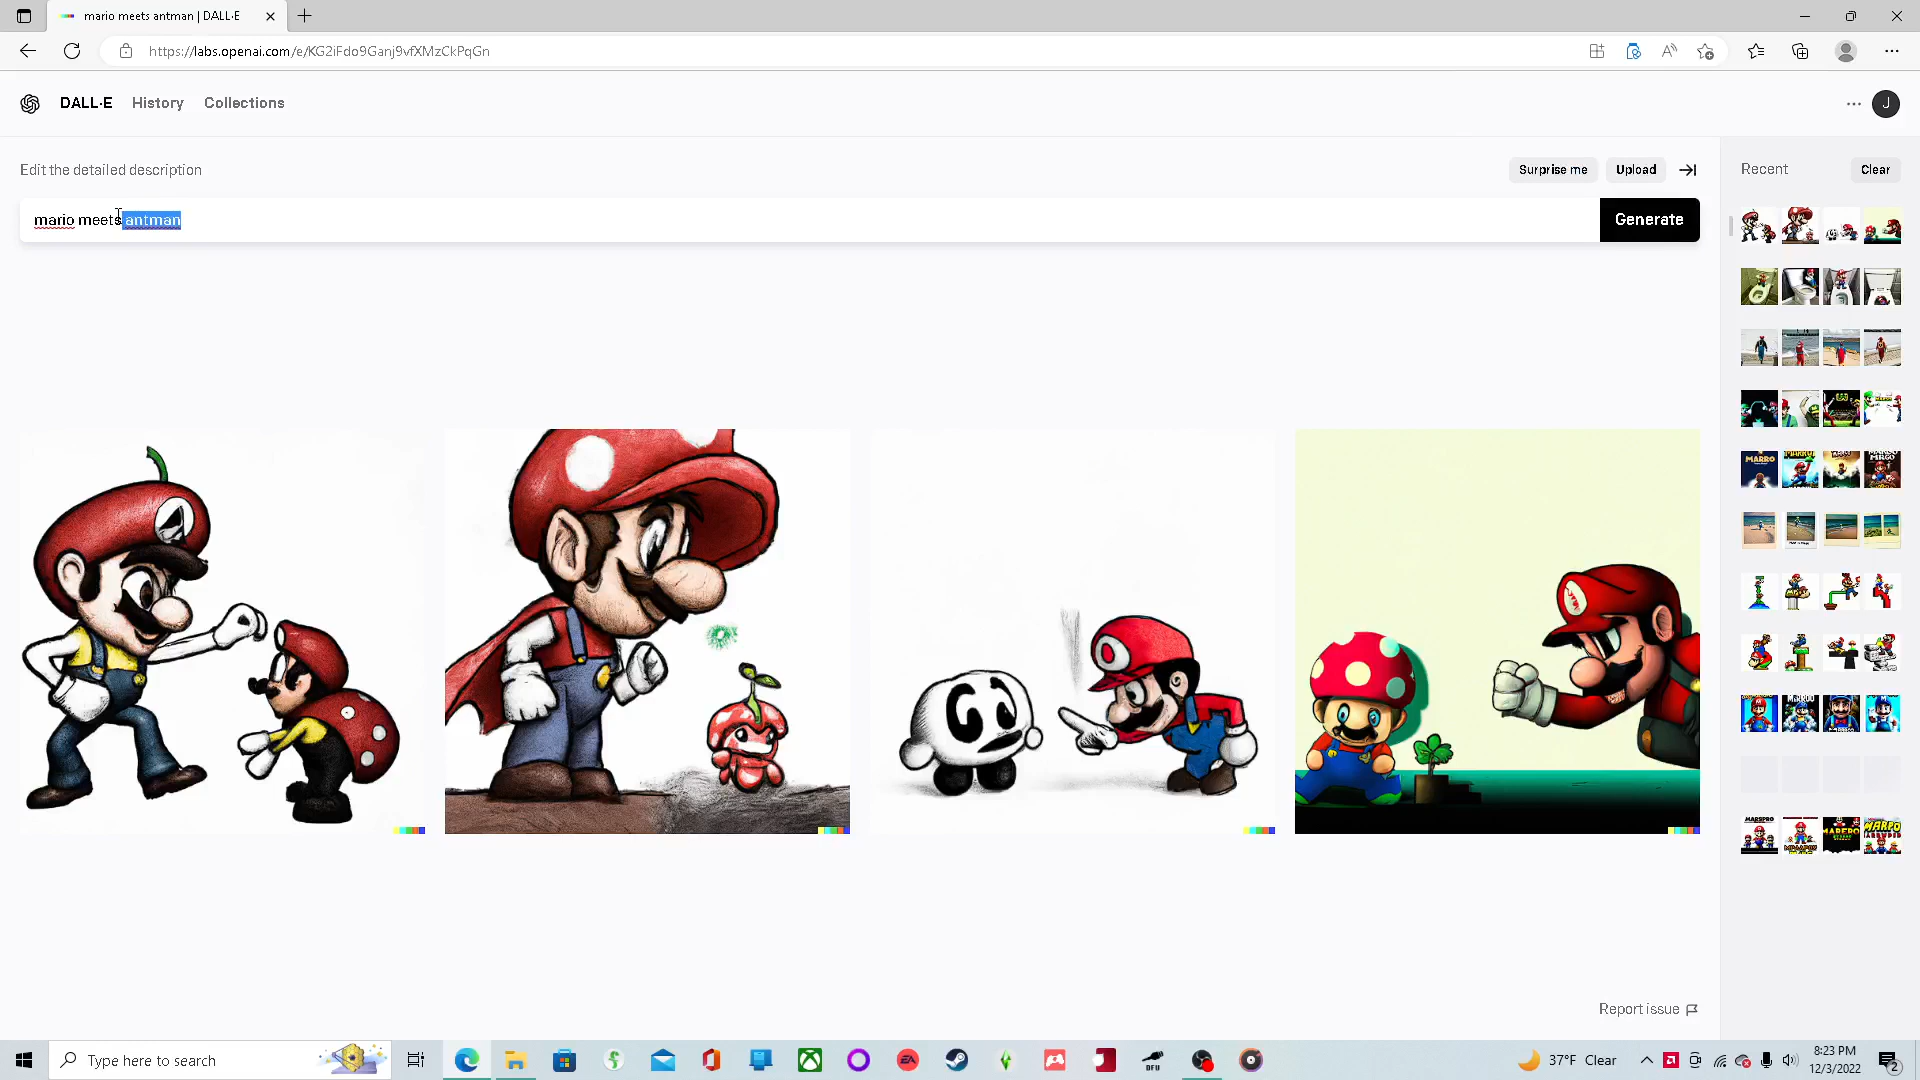 mario meets antman | DALL·E
https://labs.openai.com/e/KG2iFdo9Ganj9vfXMzCkPqGn
DALL·E History Collections
J
Edit the detailed description
Surprise me
Upload
mario meets antman
Generate
Recent
Clear
Report issue
Type here to search
37°F Clear
8:23 PM
12/3/2022
2